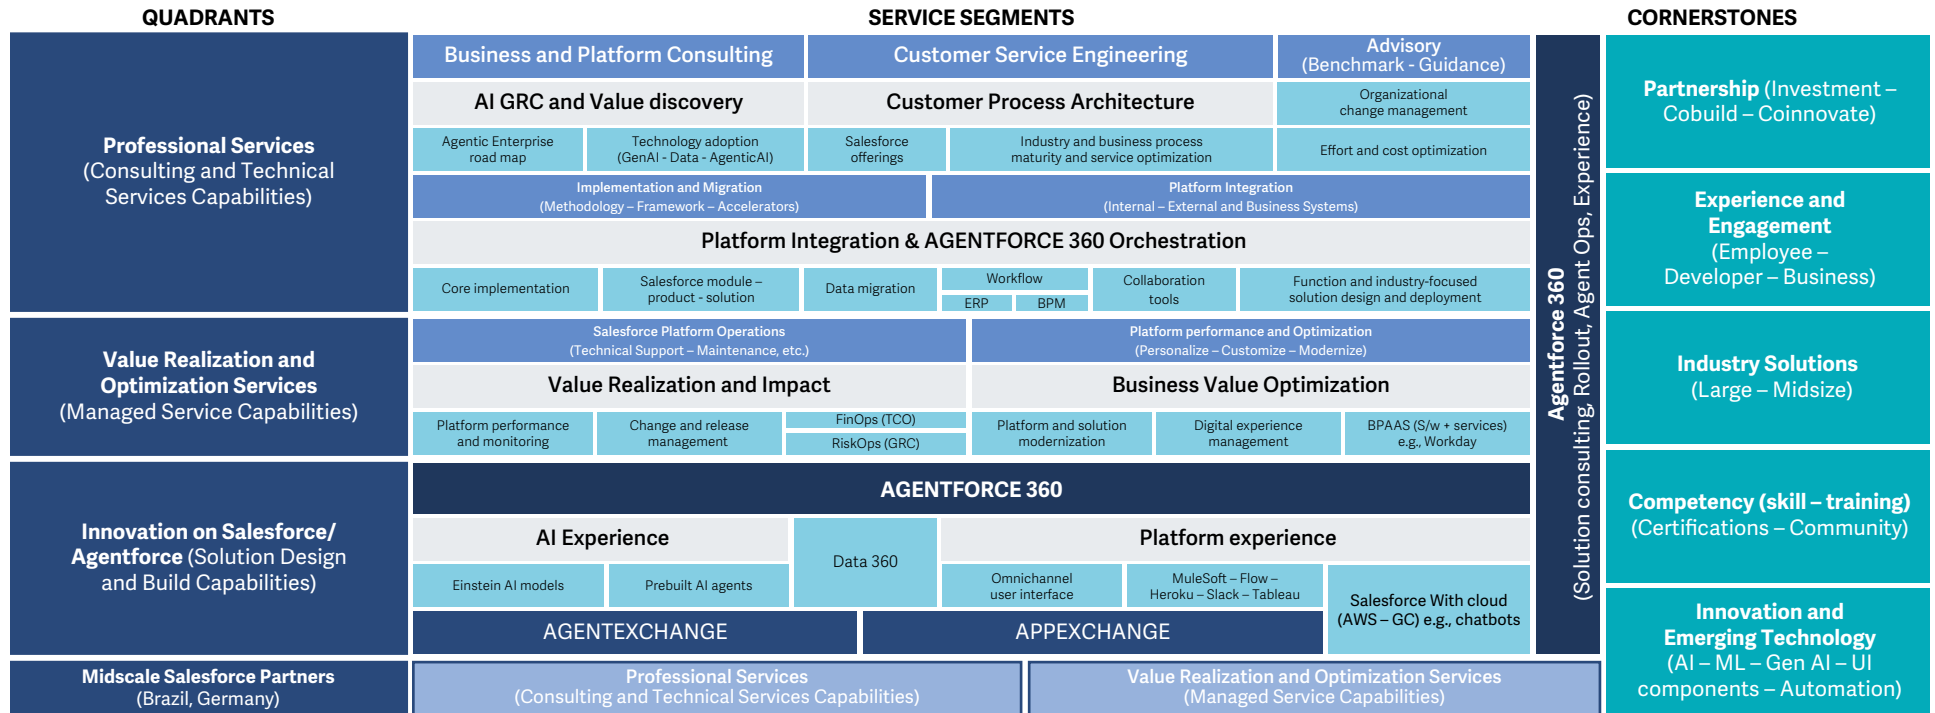 QUADRANTS
SERVICE SEGMENTS
CORNERSTONES
Professional Services
(Consulting and Technical
Services Capabilities)
Business and Platform Consulting
Customer Service Engineering
Advisory
(Benchmark - Guidance)
AI GRC and Value discovery
Customer Process Architecture
Organizational
change management
Agentic Enterprise
road map
Technology adoption
(GenAI - Data - AgenticAI)
Salesforce
offerings
Industry and business process
maturity and service optimization
Effort and cost optimization
Implementation and Migration
(Methodology – Framework – Accelerators)
Platform Integration
(Internal – External and Business Systems)
Platform Integration & AGENTFORCE 360 Orchestration
Core implementation
Salesforce module –
product - solution
Data migration
Workflow
ERP
BPM
Collaboration
tools
Function and industry-focused
solution design and deployment
Value Realization and
Optimization Services
(Managed Service Capabilities)
Salesforce Platform Operations
(Technical Support – Maintenance, etc.)
Platform performance and Optimization
(Personalize – Customize – Modernize)
Value Realization and Impact
Business Value Optimization
Platform performance
and monitoring
Change and release
management
FinOps (TCO)
RiskOps (GRC)
Platform and solution
modernization
Digital experience
management
BPAAS (S/w + services)
e.g., Workday
Innovation on Salesforce/
Agentforce (Solution Design
and Build Capabilities)
AGENTFORCE 360
AI Experience
Data 360
Platform experience
Einstein AI models
Prebuilt AI agents
Omnichannel
user interface
MuleSoft – Flow –
Heroku – Slack – Tableau
Salesforce With cloud
(AWS – GC) e.g., chatbots
AGENTEXCHANGE
APPEXCHANGE
Midscale Salesforce Partners
(Brazil, Germany)
Professional Services
(Consulting and Technical Services Capabilities)
Value Realization and Optimization Services
(Managed Service Capabilities)
Agentforce 360
(Solution consulting, Rollout, Agent Ops, Experience)
Partnership (Investment –
Cobuild – Coinnovate)
Experience and
Engagement
(Employee –
Developer – Business)
Industry Solutions
(Large – Midsize)
Competency (skill – training)
(Certifications – Community)
Innovation and
Emerging Technology
(AI – ML – Gen AI – UI
components – Automation)